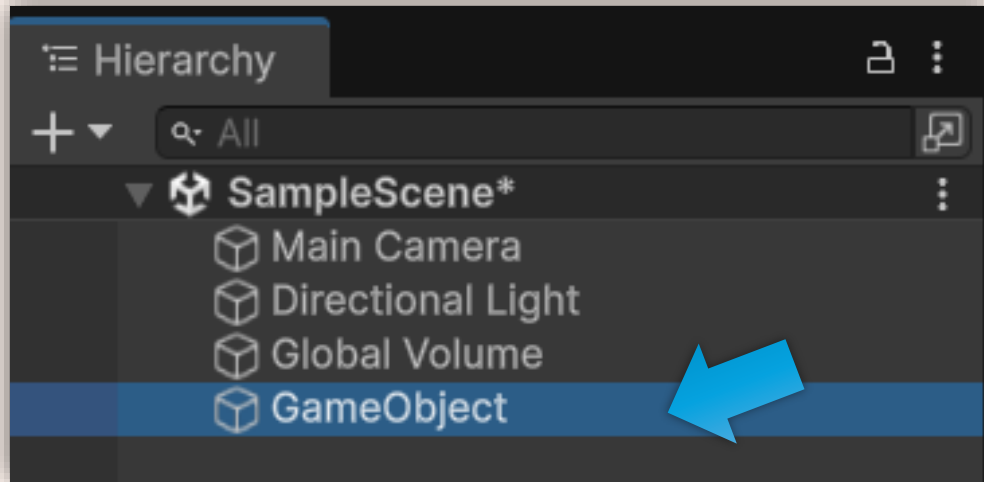 Hierarchy
All
SampleScene*
Main Camera
Directional Light
Global Volume
GameObject